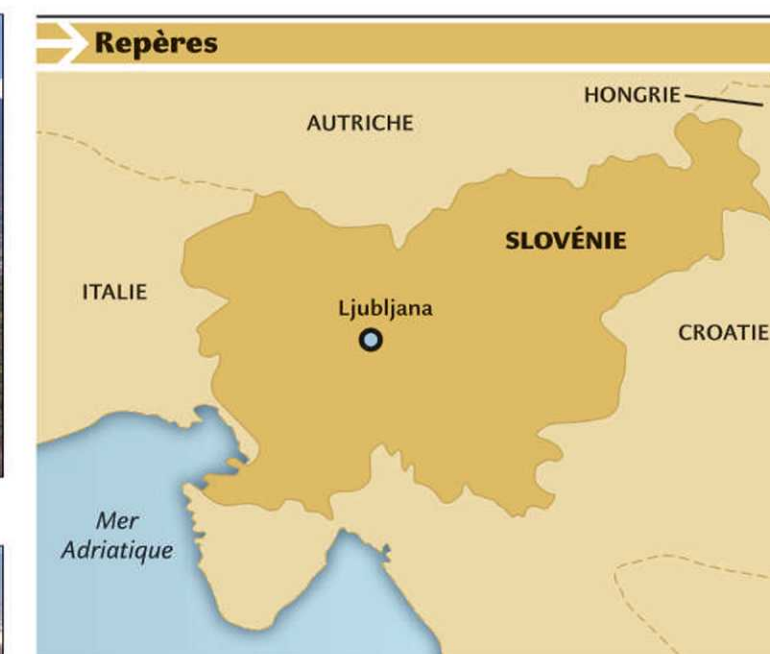 Repères
HONGRIE
AUTRICHE
SLOVÉNIE
ITALIE
Ljubljana
CROATIE
Mer
Adriatique